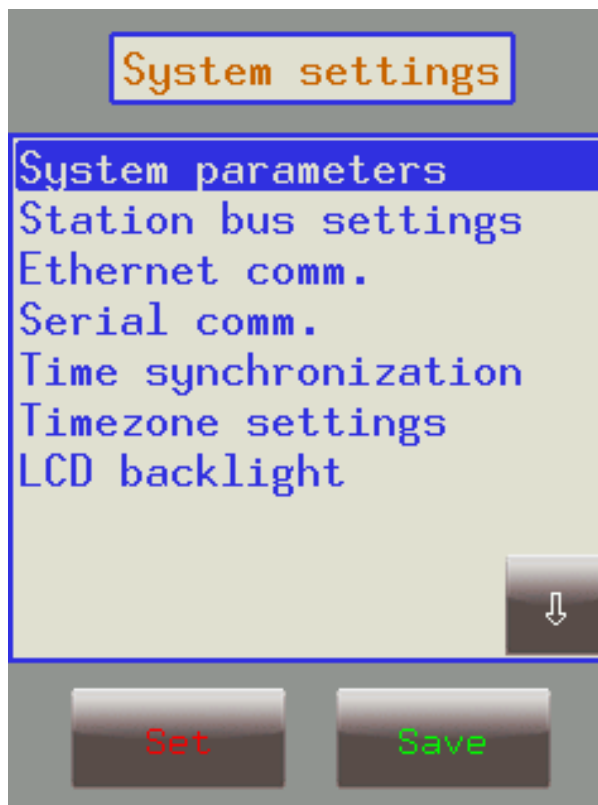 System settings
System parameters
Station bus settings
Ethernet comm.
Serial comm.
Time synchronization
Timezone settings
LCD backlight
⇩
Set
Save